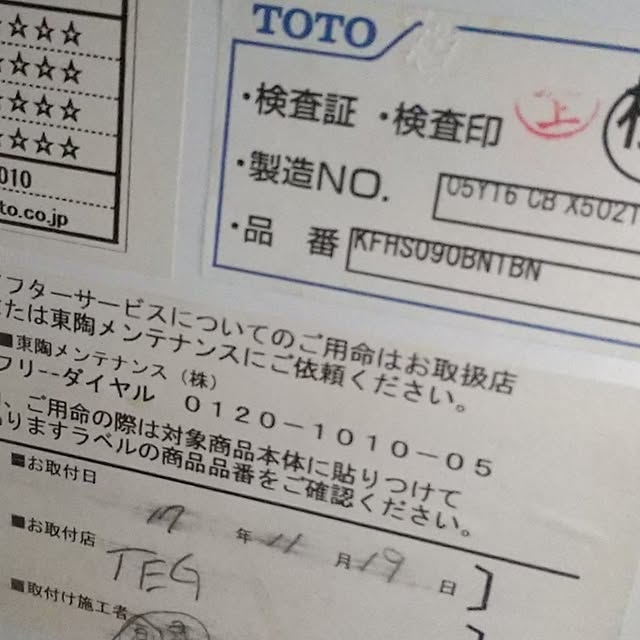 ☆☆☆
☆☆☆
☆☆☆
☆☆☆
010
to.co.jp
TOTO
・検査証 ・検査印 上
・製造NO. 05Y16 CB X5021
・品 番 KFHS090BN1BN
フターサービスについてのご用命はお取扱店
たは東陶メンテナンスにご依頼ください。
■東陶メンテナンス（株）
フリーダイヤル 0120-1010-05
ご用命の際は対象商品本体に貼りつけて
ありますラベルの商品品番をご確認ください。
■お取付日
17 年 11 月 19 日
■お取付店
TEG
■取付け施工者